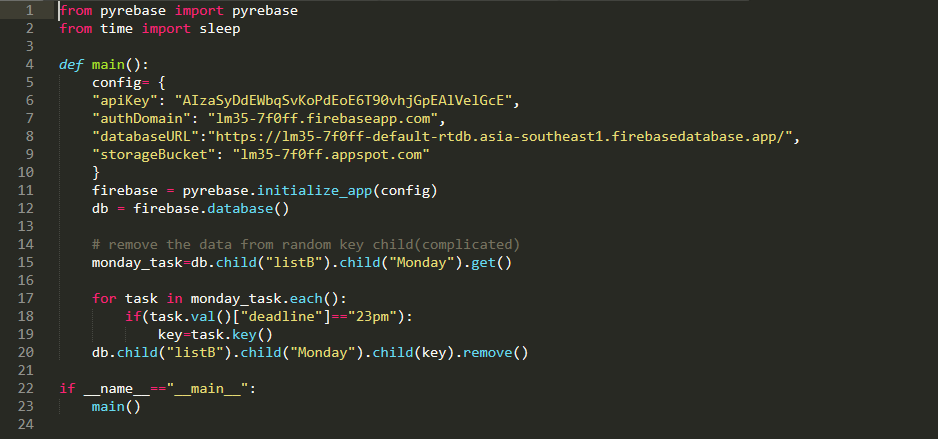 1 from pyrebase import pyrebase
2 from time import sleep
3
4 def main():
5     config= {
6     "apiKey": "AIzaSyDdEWbqSvKoPdEoE6T90vhjGpEAlVelGcE",
7     "authDomain": "lm35-7f0ff.firebaseapp.com",
8     "databaseURL":"https://lm35-7f0ff-default-rtdb.asia-southeast1.firebasedatabase.app/",
9     "storageBucket": "lm35-7f0ff.appspot.com"
10     }
11     firebase = pyrebase.initialize_app(config)
12     db = firebase.database()
13
14     # remove the data from random key child(complicated)
15     monday_task=db.child("listB").child("Monday").get()
16
17     for task in monday_task.each():
18         if(task.val()["deadline"]=="23pm"):
19             key=task.key()
20     db.child("listB").child("Monday").child(key).remove()
21
22 if __name__=="__main__":
23     main()
24